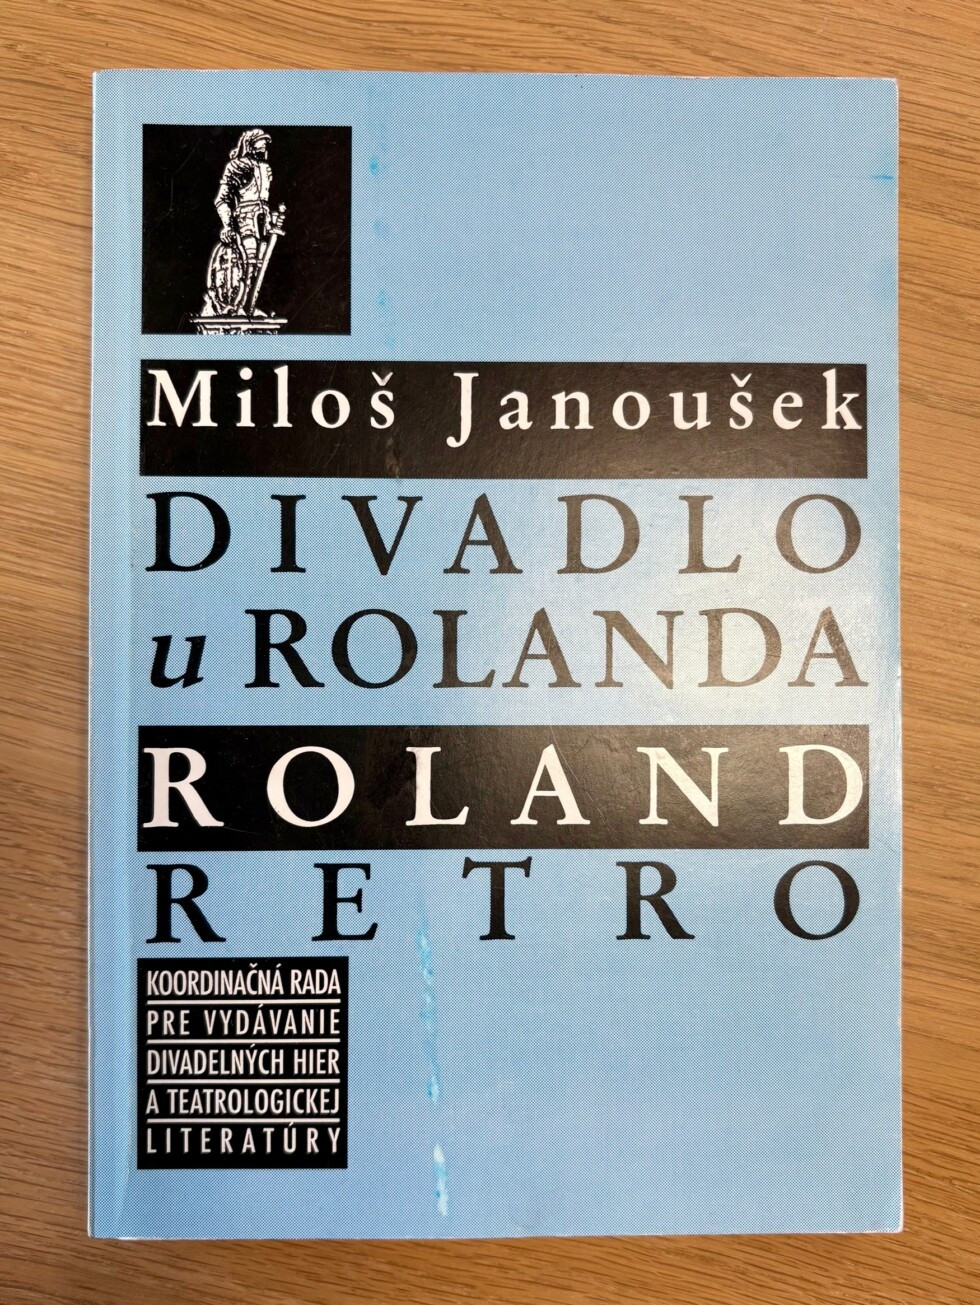 Miloš Janoušek
DIVADLO
u ROLANDA
ROLAND
RETRO
KOORDINAČNÁ RADA
PRE VYDÁVANIE
DIVADELNÝCH HIER
A TEATROLOGICKEJ
LITERATÚRY